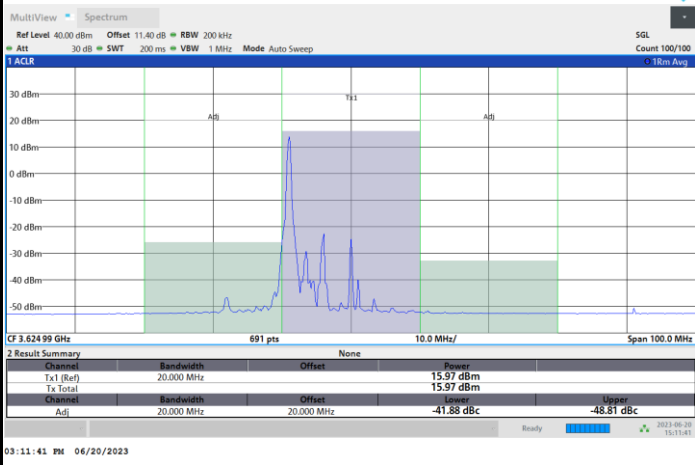 MultiView Spectrum
Ref Level 40.00 dBm Offset 11.40 dB RBW 200 kHz SGL
Att 30 dB SWT 200 ms VBW 1 MHz Mode Auto Sweep Count 100/100
1 ACLR 1Rm Avg
30 dBm
Tx1
20 dBm
Adj Adj
10 dBm
0 dBm
-10 dBm
-20 dBm
-30 dBm
-40 dBm
-50 dBm
CF 3.624 99 GHz 691 pts 10.0 MHz/ Span 100.0 MHz
2 Result Summary None
Channel Bandwidth Offset Power
Tx1 (Ref) 20.000 MHz 15.97 dBm
Tx Total 15.97 dBm
Channel Bandwidth Offset Lower Upper
Adj 20.000 MHz 20.000 MHz -41.88 dBc -48.81 dBc
Ready 2023-06-20
15:11:41
03:11:41 PM 06/20/2023